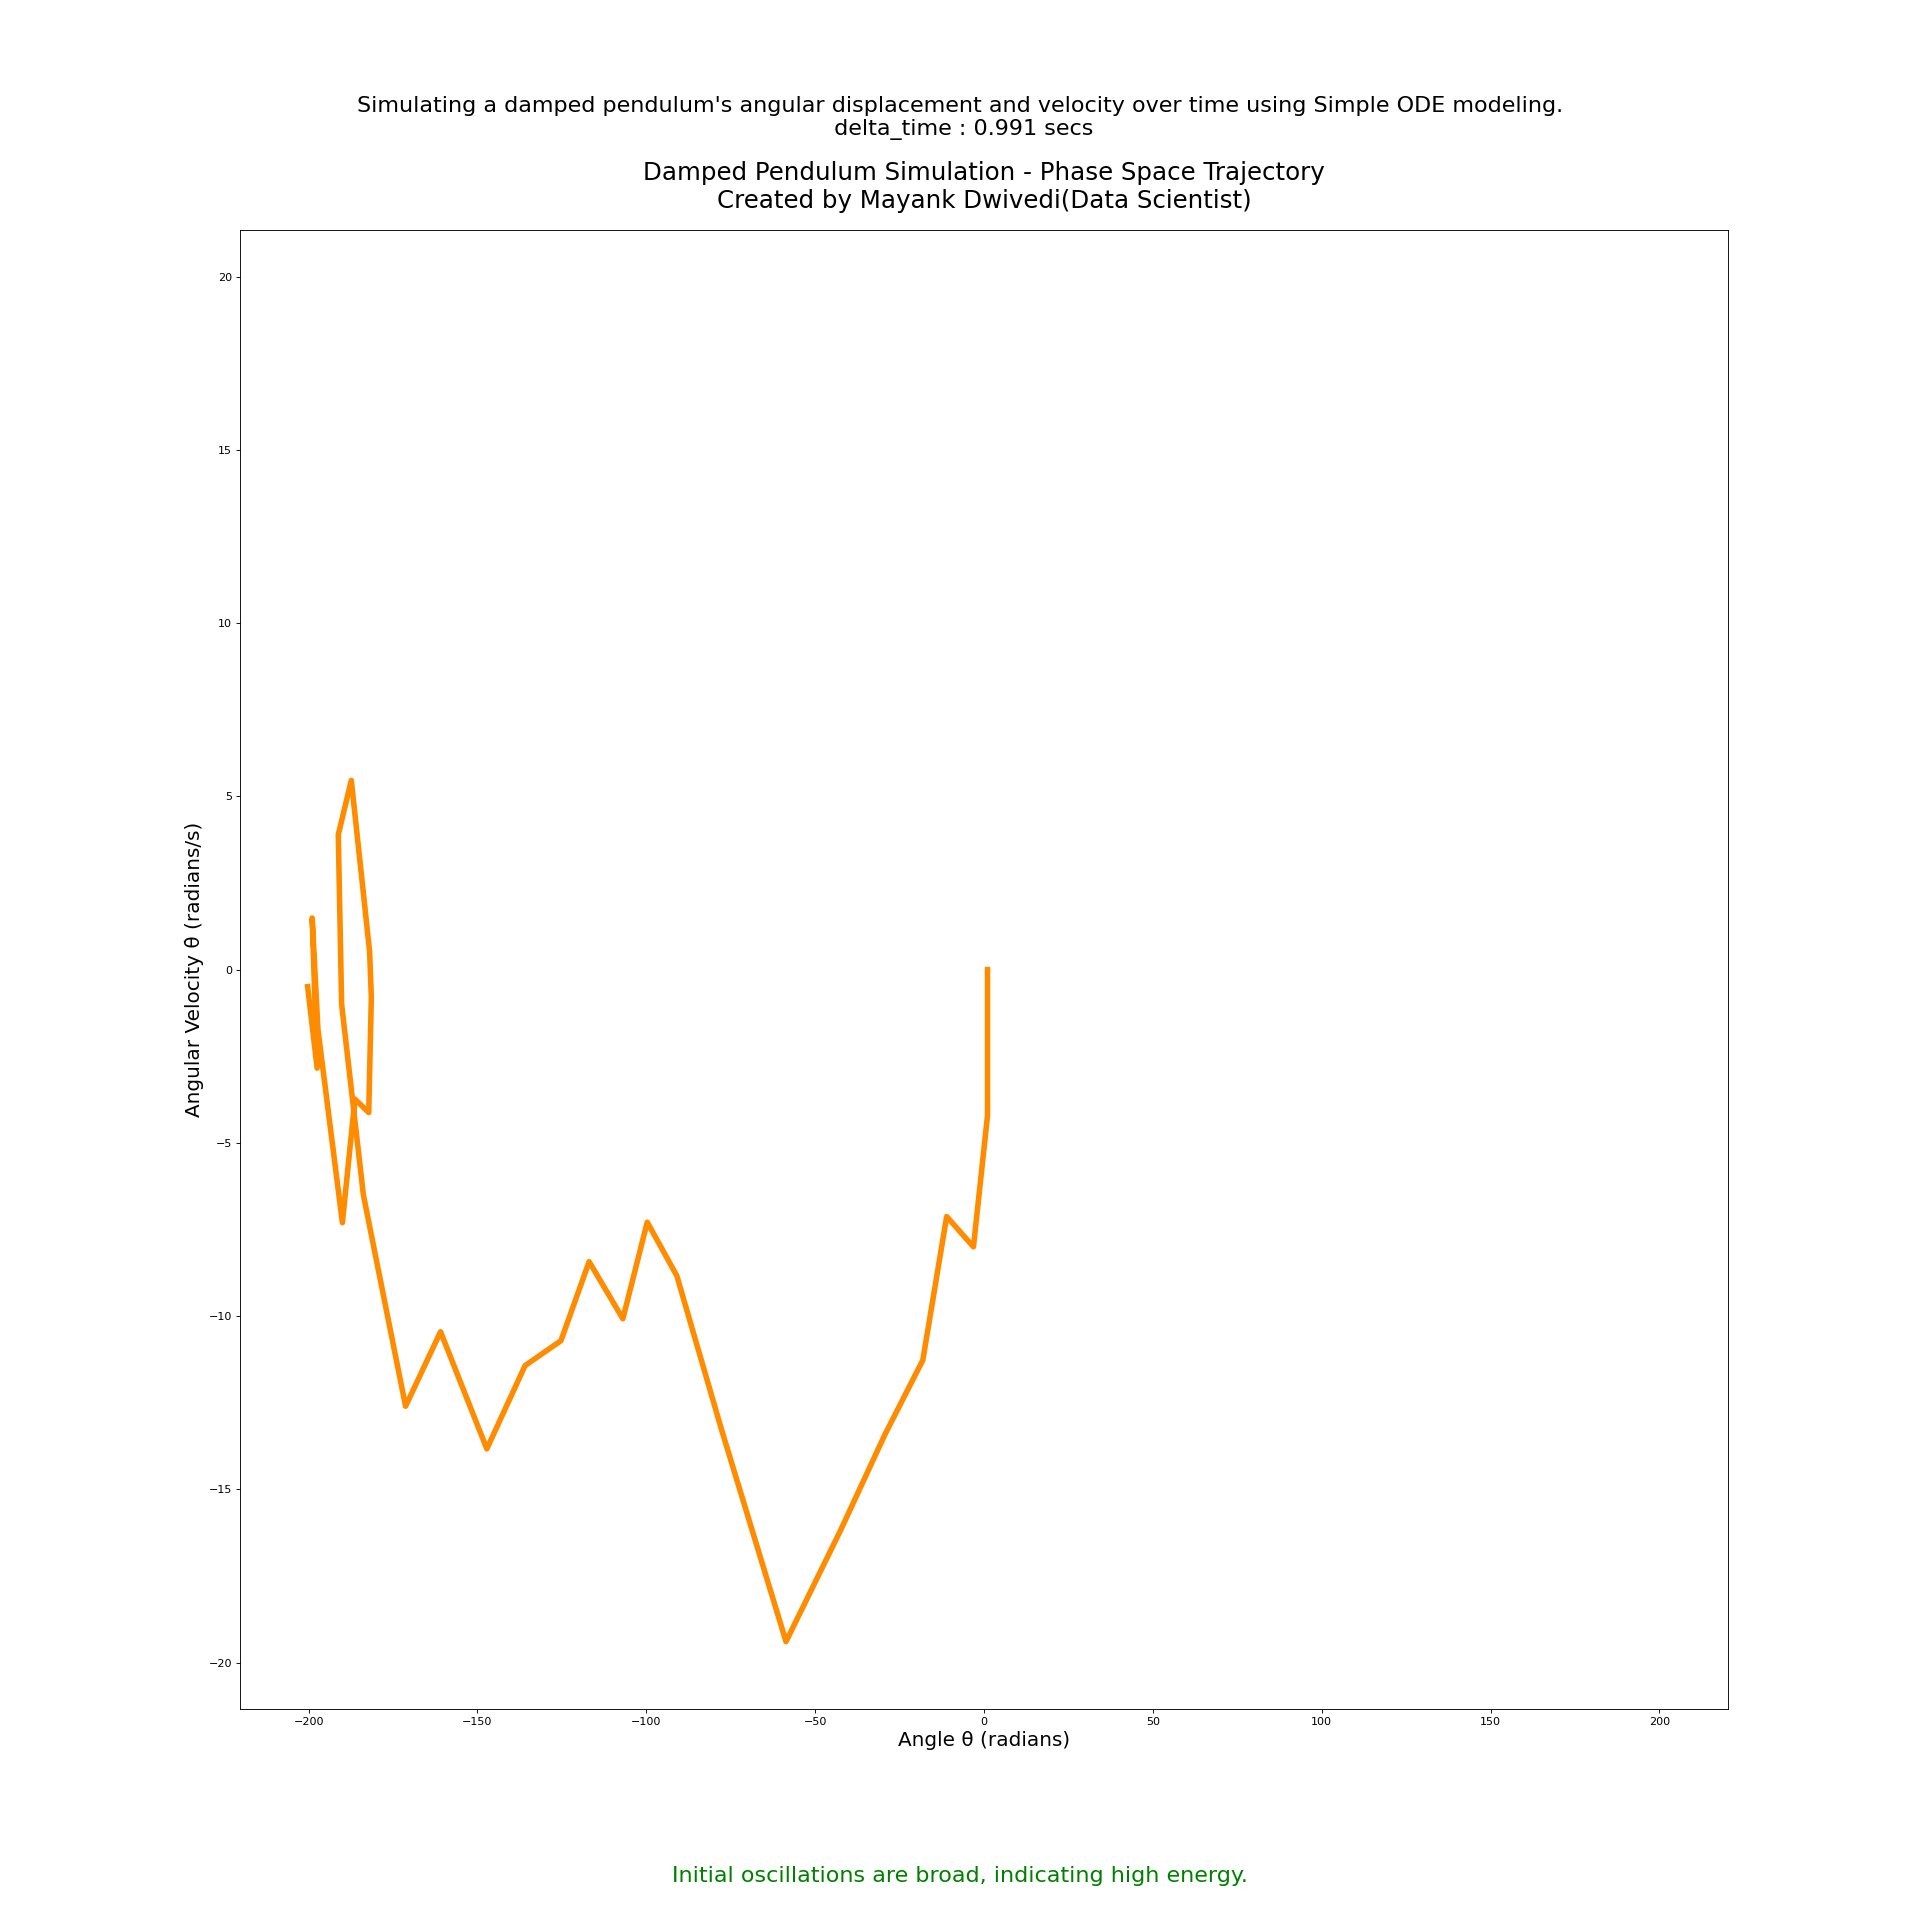 Simulating a damped pendulum's angular displacement and velocity over time using Simple ODE modeling.
delta_time : 0.991 secs
Damped Pendulum Simulation - Phase Space Trajectory
Created by Mayank Dwivedi(Data Scientist)
20
15
10
5
0
−5
−10
−15
−20
Angular Velocity θ (radians/s)
−200
−150
−100
−50
0
50
100
150
200
Angle θ (radians)
Initial oscillations are broad, indicating high energy.